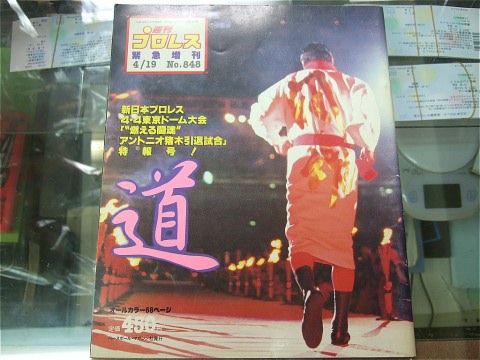 週刊
プロレス
緊急増刊
4/19 No.848
新日本プロレス
4・4東京ドーム大会
「“燃える闘魂”
アントニオ猪木引退試合」
特報号！
道
オールカラー68ページ
定価